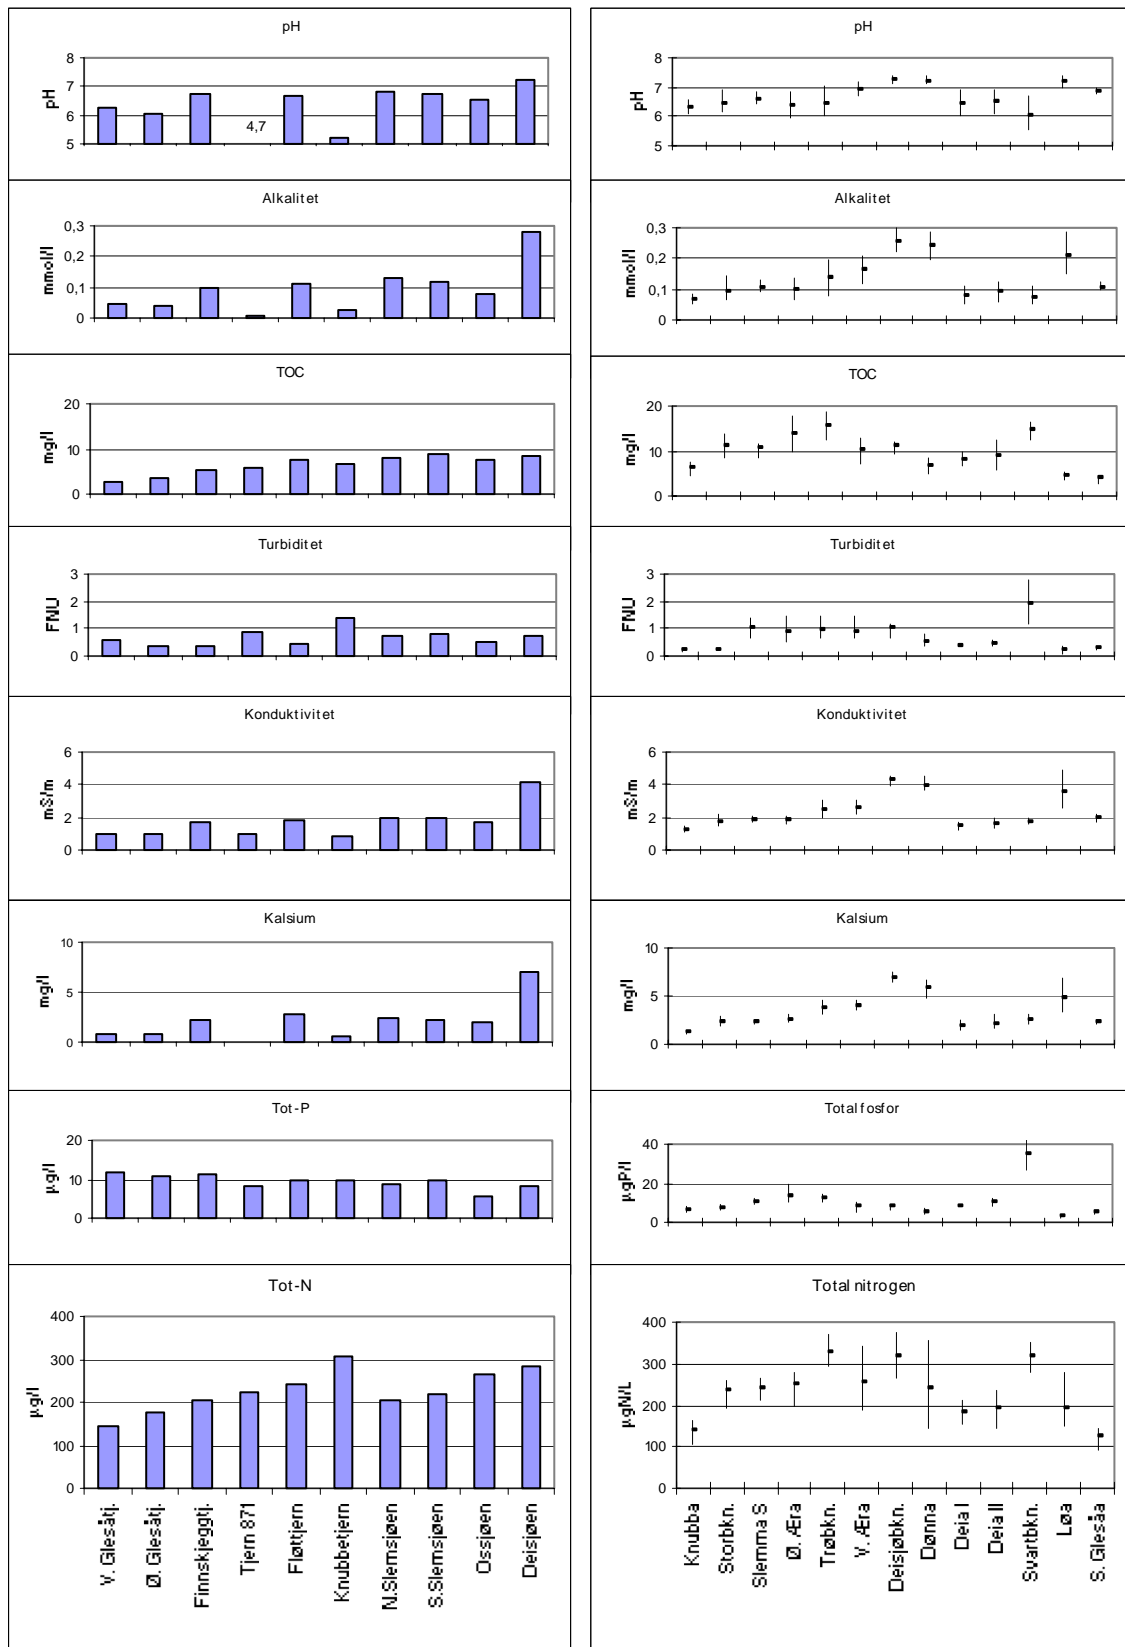 pH
8
7
6
5
pH
4,7
Alkalitet
0,3
0,2
0,1
0
mmol/l
TOC
20
10
0
mg/l
Turbiditet
3
2
1
0
FNU
Konduktivitet
6
4
2
0
mS/m
Kalsium
10
5
0
mg/l
Tot-P
20
10
0
µg/l
Tot-N
400
300
200
100
0
µg/l
V. Glesåtj.
Ø. Glesåtj.
Finnskjeggtj.
Tjern 871
Fløttjern
Knubbetjern
N.Slemsjøen
S.Slemsjøen
Ossjøen
Deisjøen
pH
8
7
6
5
pH
Alkalitet
0,3
0,2
0,1
0
mmol/l
TOC
20
10
0
mg/l
Turbiditet
3
2
1
0
FNU
Konduktivitet
6
4
2
0
mS/m
Kalsium
10
5
0
mg/l
Total fosfor
40
20
0
µgP/l
Total nitrogen
400
300
200
100
0
µgN/L
Knubba
Storbkn.
Slemma S
Ø. Æra
Trøbkn.
V. Æra
Deisjøbkn.
Dønna
Deia I
Deia II
Svartbkn.
Løa
S. Glesåa